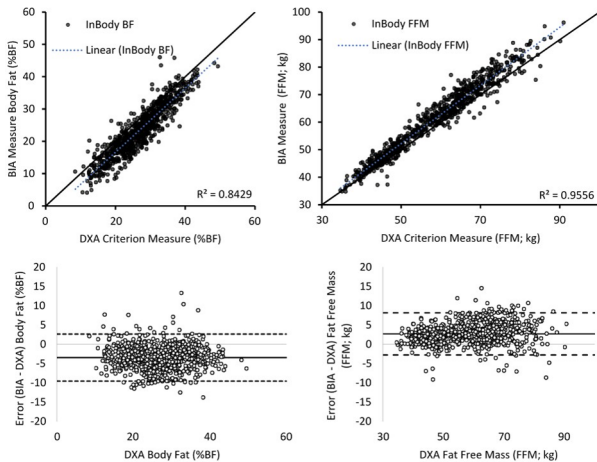 60
50
40
30
20
10
0
BIA Measure Body Fat (%BF)
InBody BF
Linear (InBody BF)
R² = 0.8429
0 20 40 60
DXA Criterion Measure (%BF)
100
90
80
70
60
50
40
30
BIA Measure (FFM; kg)
InBody FFM
Linear (InBody FFM)
R² = 0.9556
30 50 70 90
DXA Criterion Measure (FFM; kg)
20
15
10
5
0
-5
-10
-15
-20
Error (BIA - DXA) Body Fat (%BF)
0 20 40 60
DXA Body Fat (%BF)
20
15
10
5
0
-5
-10
-15
-20
Error (BIA - DXA) Fat Free Mass
(FFM; kg)
30 50 70 90
DXA Fat Free Mass (FFM; kg)